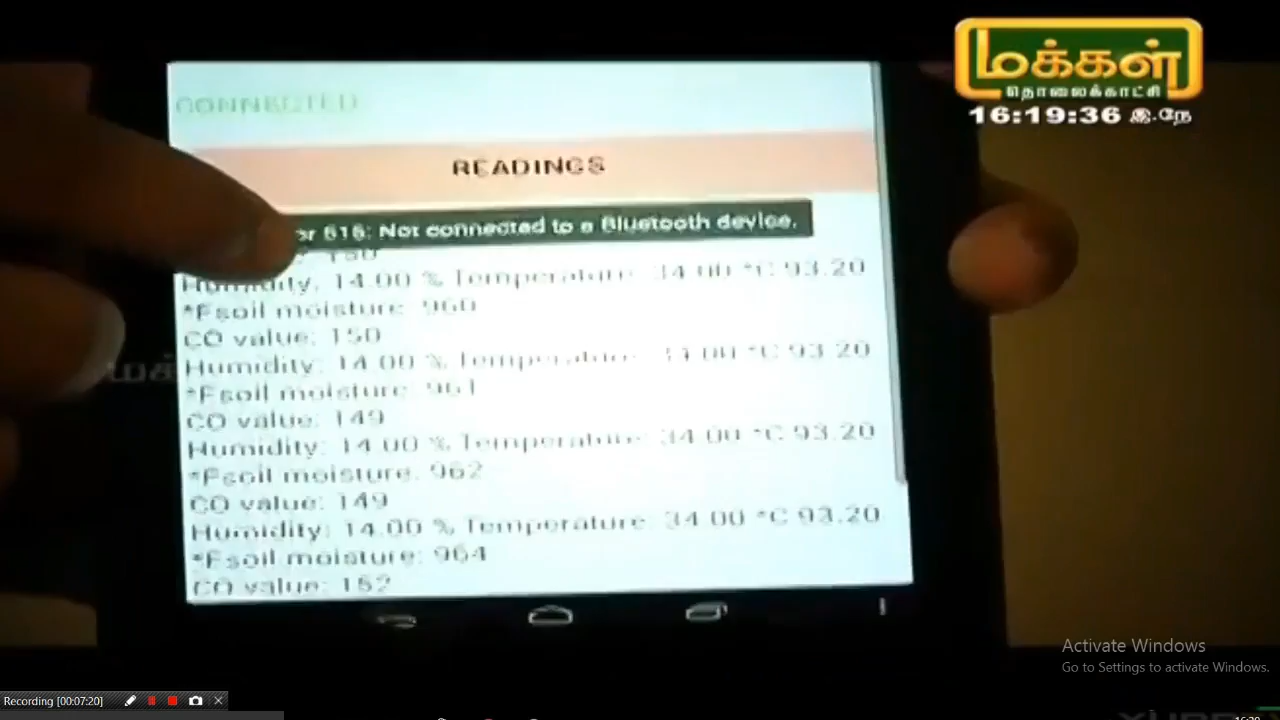 மக்கள்
தொலைக்காட்சி
16:19:36 இ.நே
CONNECTED
READINGS
or 516: Not connected to a Bluetooth device.
150
Humidity: 14.00 % Temperature: 34.00 °C 93.20
*Fsoil moisture: 960
CO value: 150
Humidity: 14.00 % Temperature: 34.00 °C 93.20
*Fsoil moisture: 961
CO value: 149
Humidity: 14.00 % Temperature: 34.00 °C 93.20
*Fsoil moisture: 962
CO value: 149
Humidity: 14.00 % Temperature: 34.00 °C 93.20
*Fsoil moisture: 964
CO value: 152
Activate Windows
Go to Settings to activate Windows.
Recording [00:07:20]